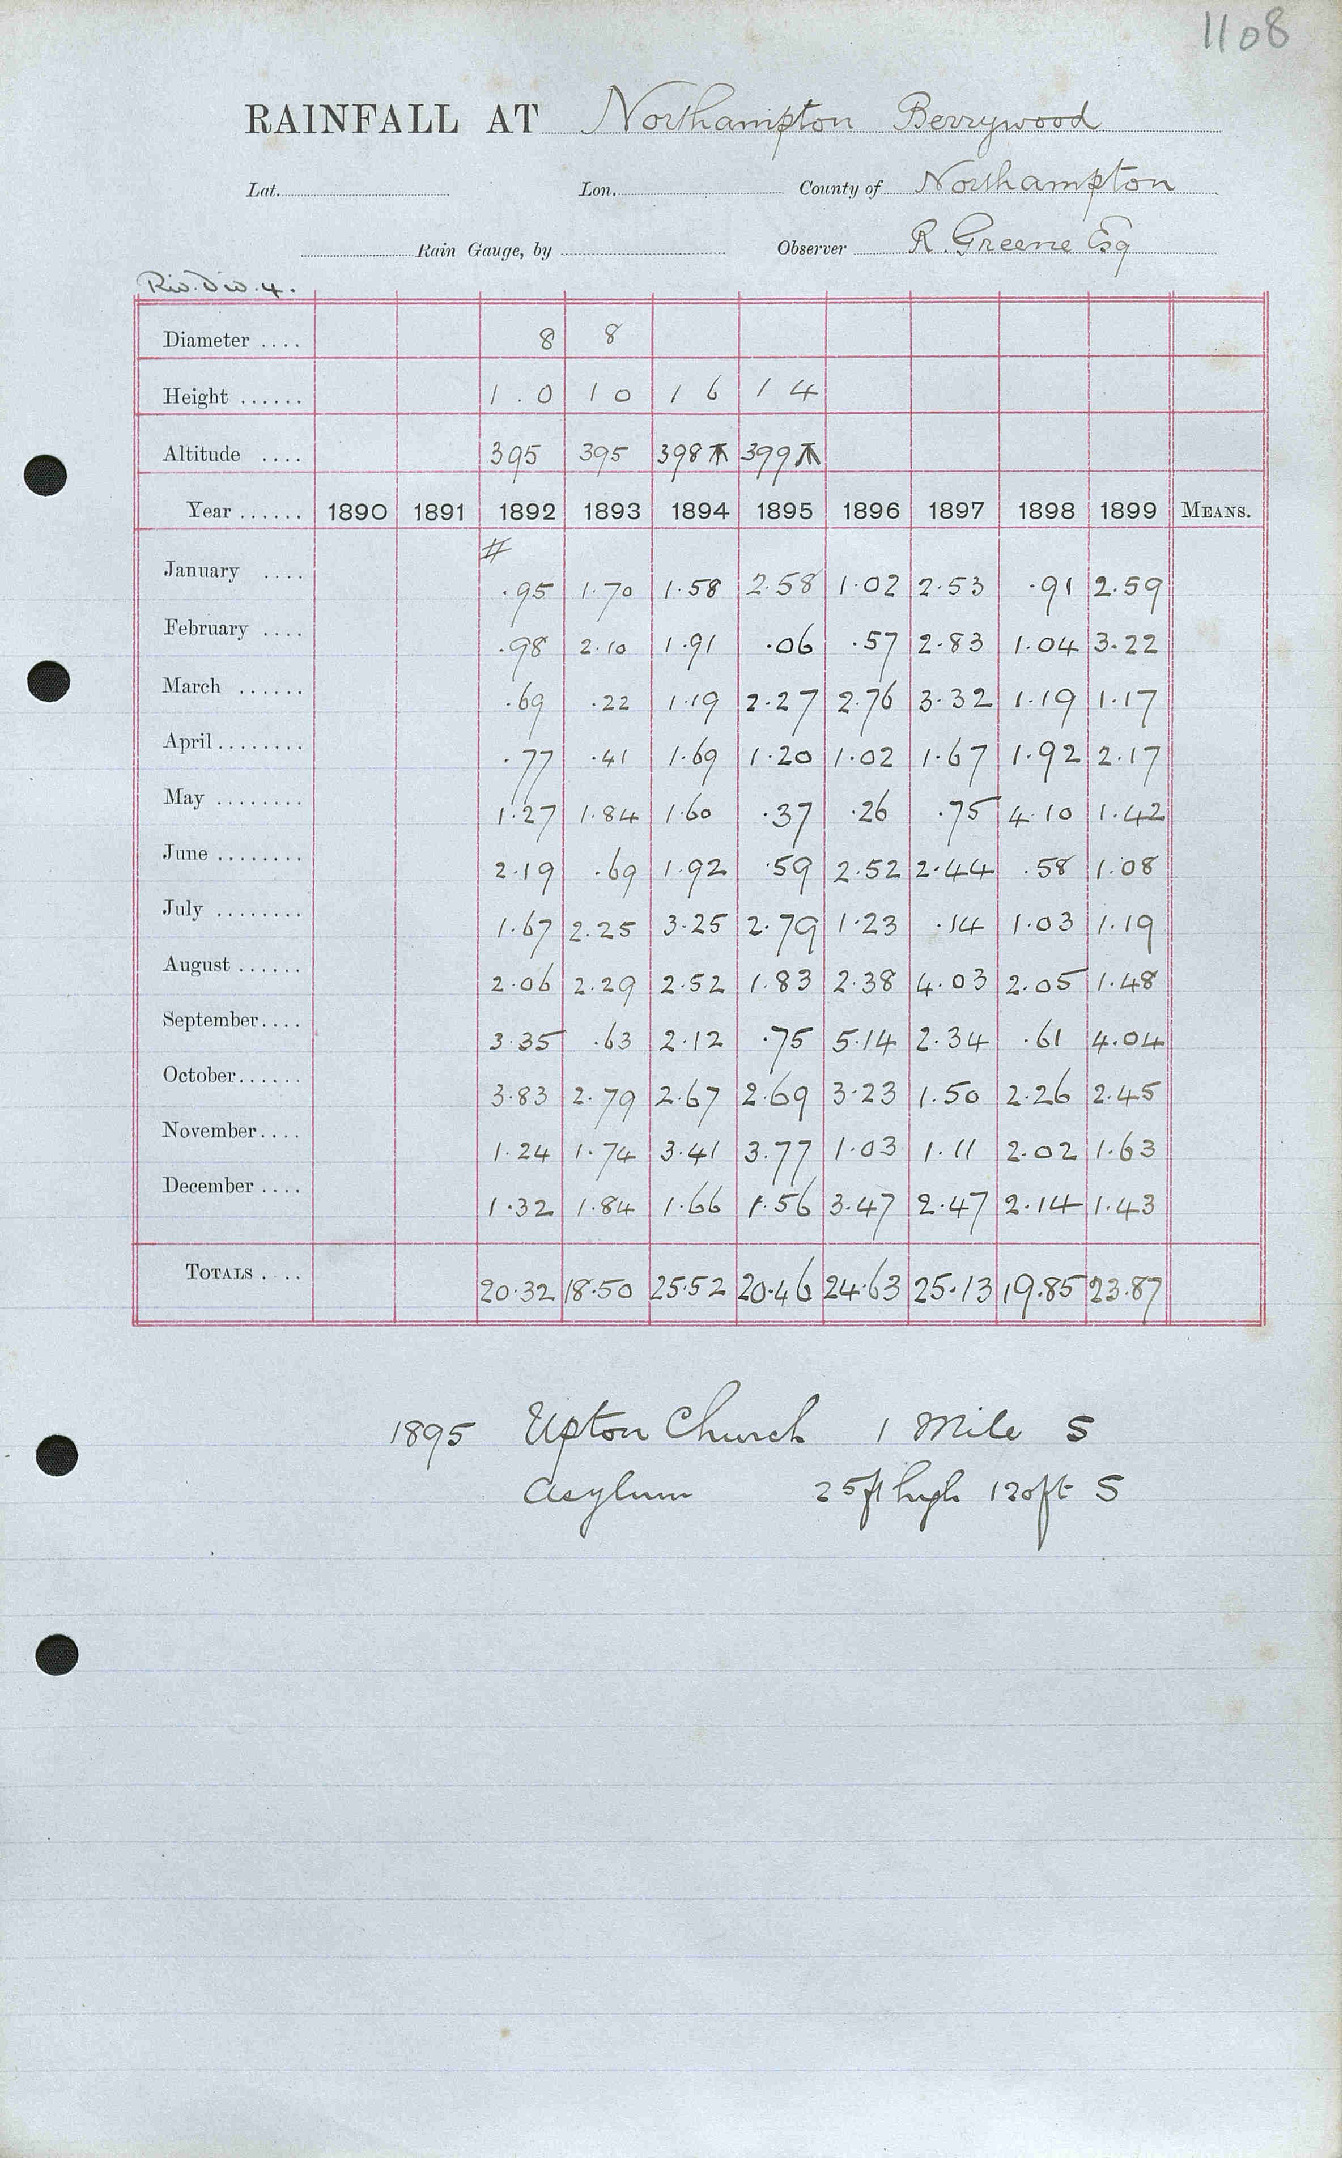 1108
RAINFALL AT Northampton Berrywood
Lat. Lon. County of Northampton
Rain Gauge, by Observer R. Greene Esq
Riv. Div. 4.
Diameter .... 8 8
Height ...... 1 . 0 1 0 1 6 1 4
Altitude .... 395 395 398 399
Year ...... 1890 1891 1892 1893 1894 1895 1896 1897 1898 1899 MEANS.
#
January .... .95 1.70 1.58 2.58 1.02 2.53 .91 2.59
February .... .98 2.10 1.91 .06 .57 2.83 1.04 3.22
March ...... .69 .22 1.19 2.27 2.76 3.32 1.19 1.17
April ........ .77 .41 1.69 1.20 1.02 1.67 1.92 2.17
May ........ 1.27 1.84 1.60 .37 .26 .75 4.10 1.42
June ........ 2.19 .69 1.92 .59 2.52 2.44 .58 1.08
July ........ 1.67 2.25 3.25 2.79 1.23 .14 1.03 1.19
August ...... 2.06 2.29 2.52 1.83 2.38 4.03 2.05 1.48
September .... 3.35 .63 2.12 .75 5.14 2.34 .61 4.04
October ...... 3.83 2.79 2.67 2.69 3.23 1.50 2.26 2.45
November .... 1.24 1.74 3.41 3.77 1.03 1.11 2.02 1.63
December .... 1.32 1.84 1.66 1.56 3.47 2.47 2.14 1.43
TOTALS .... 20.32 18.50 25.52 20.46 24.63 25.13 19.85 23.87
1895 Upton Church 1 Mile S
Asylum 25ft high 120ft S